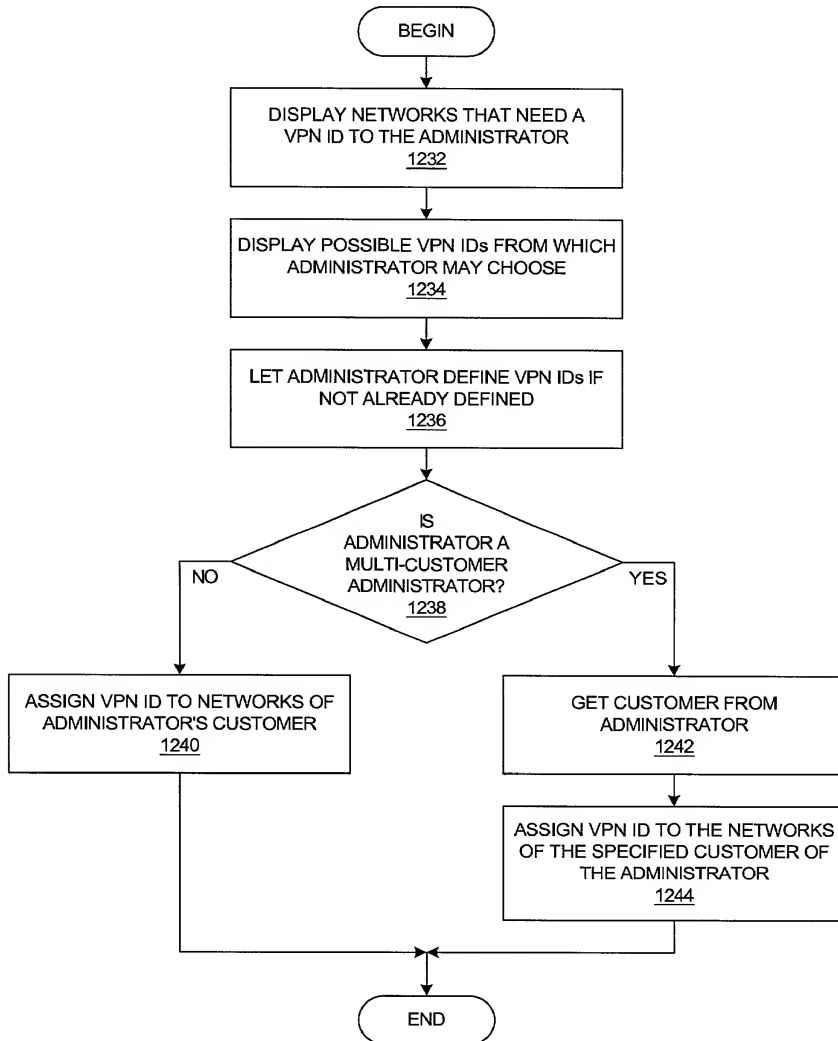 BEGIN
DISPLAY NETWORKS THAT NEED A
VPN ID TO THE ADMINISTRATOR
1232
DISPLAY POSSIBLE VPN IDs FROM WHICH
ADMINISTRATOR MAY CHOOSE
1234
LET ADMINISTRATOR DEFINE VPN IDs IF
NOT ALREADY DEFINED
1236
IS
ADMINISTRATOR A
MULTI-CUSTOMER
ADMINISTRATOR?
1238
NO
YES
ASSIGN VPN ID TO NETWORKS OF
ADMINISTRATOR'S CUSTOMER
1240
GET CUSTOMER FROM
ADMINISTRATOR
1242
ASSIGN VPN ID TO THE NETWORKS
OF THE SPECIFIED CUSTOMER OF
THE ADMINISTRATOR
1244
END